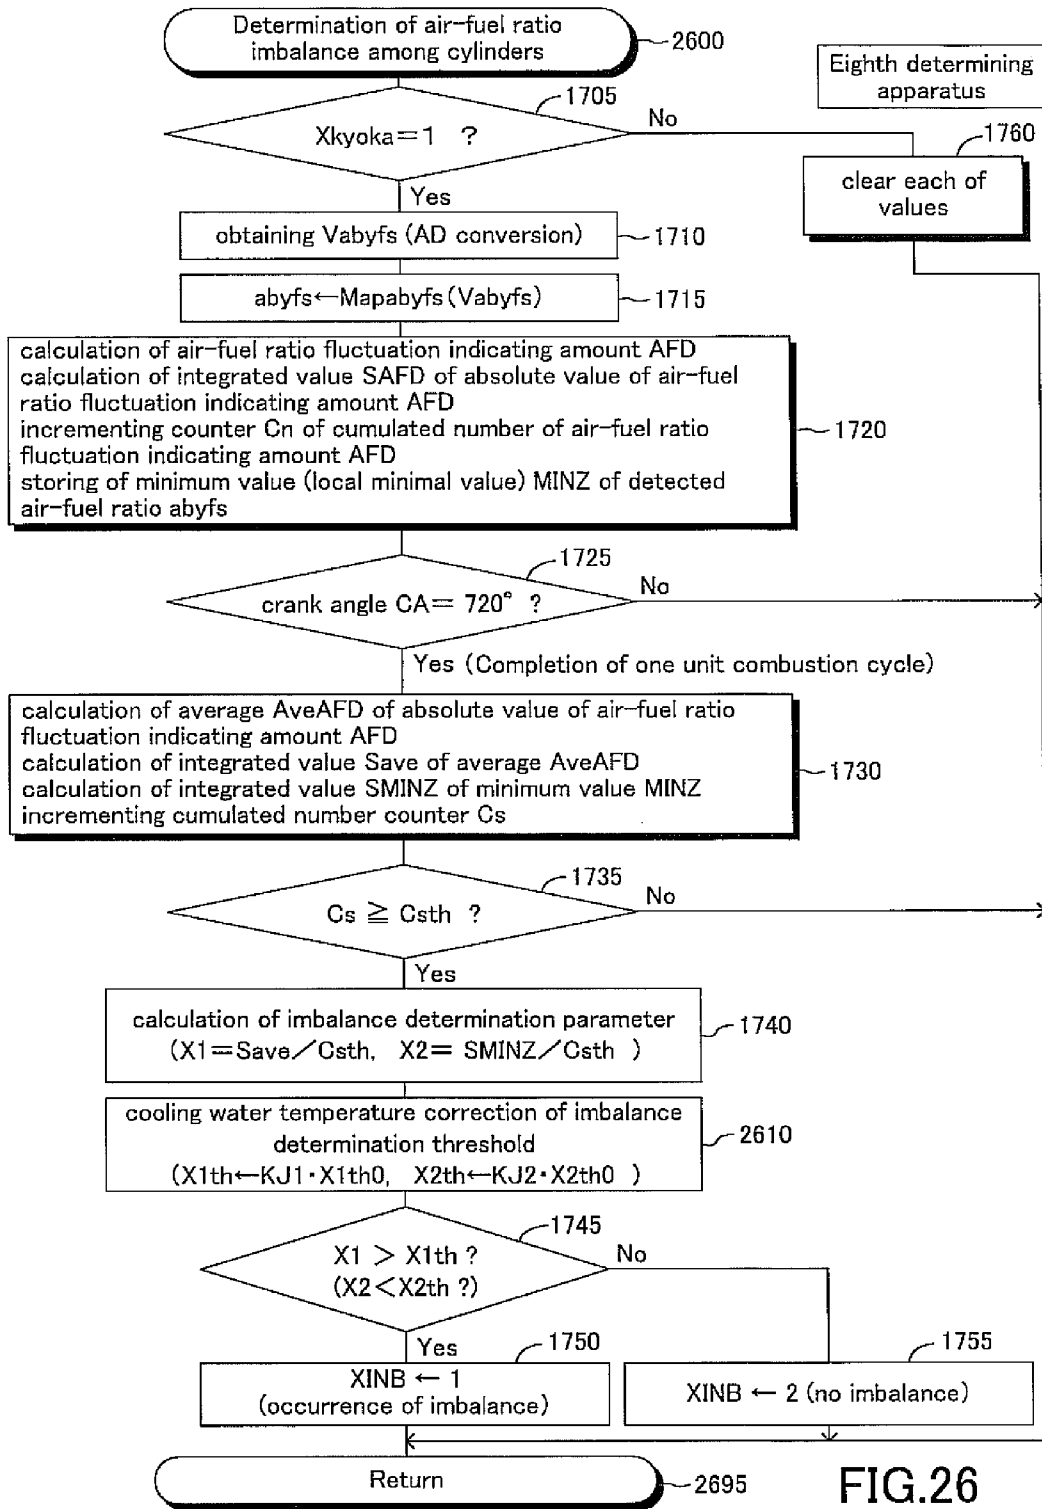 Determination of air-fuel ratio
imbalance among cylinders
2600
Eighth determining
apparatus
1705
Xkyoka=1 ?
No
Yes
1760
clear each of
values
obtaining Vabyfs (AD conversion)
1710
abyfs←Mapabyfs(Vabyfs)
1715
calculation of air-fuel ratio fluctuation indicating amount AFD
calculation of integrated value SAFD of absolute value of air-fuel
ratio fluctuation indicating amount AFD
incrementing counter Cn of cumulated number of air-fuel ratio
fluctuation indicating amount AFD
storing of minimum value (local minimal value) MINZ of detected
air-fuel ratio abyfs
1720
1725
crank angle CA= 720° ?
No
Yes (Completion of one unit combustion cycle)
calculation of average AveAFD of absolute value of air-fuel ratio
fluctuation indicating amount AFD
calculation of integrated value Save of average AveAFD
calculation of integrated value SMINZ of minimum value MINZ
incrementing cumulated number counter Cs
1730
1735
Cs ≧ Csth ?
No
Yes
calculation of imbalance determination parameter
(X1=Save/Csth, X2= SMINZ/Csth )
1740
cooling water temperature correction of imbalance
determination threshold
(X1th←KJ1・X1th0, X2th←KJ2・X2th0 )
2610
1745
X1 > X1th ?
(X2<X2th ?)
No
Yes
1750
XINB ← 1
(occurrence of imbalance)
1755
XINB ← 2 (no imbalance)
Return
2695
FIG.26